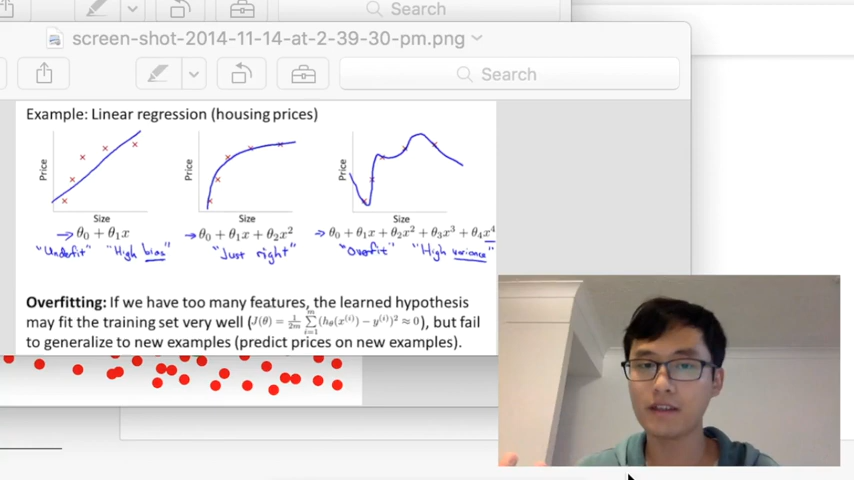 Search
screen-shot-2014-11-14-at-2-39-30-pm.png
Search
Example: Linear regression (housing prices)
Price
Price
Price
Size
Size
Size
→ θ₀ + θ₁x
→ θ₀ + θ₁x + θ₂x²
→ θ₀ + θ₁x + θ₂x² + θ₃x³ + θ₄x⁴
"Underfit" "High bias"
"Just right"
"Overfit" "High variance"
Overfitting: If we have too many features, the learned hypothesis
may fit the training set very well (J(θ) = 1/2m ∑ᵢ₌₁ᵐ (h_θ(x⁽ⁱ⁾) − y⁽ⁱ⁾)² ≈ 0), but fail
to generalize to new examples (predict prices on new examples).